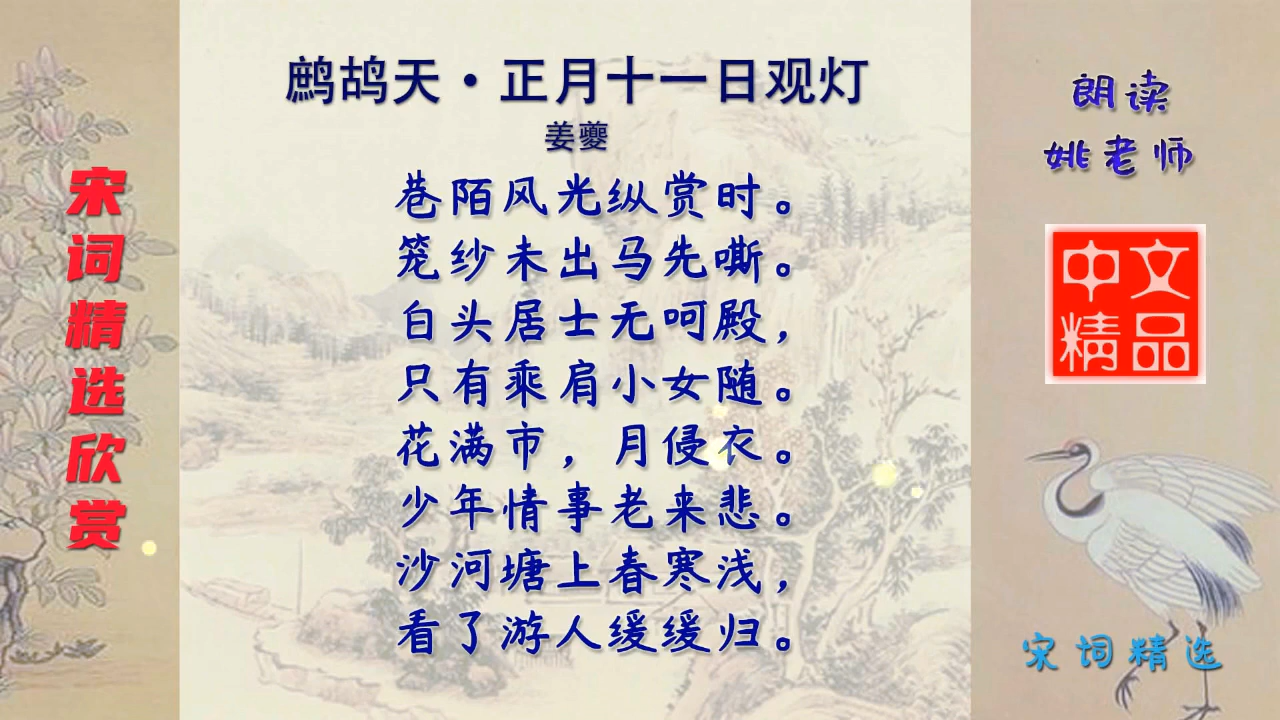 鹧鸪天·正月十一日观灯
姜夔
巷陌风光纵赏时。
笼纱未出马先嘶。
白头居士无呵殿，
只有乘肩小女随。
花满市，月侵衣。
少年情事老来悲。
沙河塘上春寒浅，
看了游人缓缓归。
宋词精选欣赏
朗读
姚老师
中文
精品
宋词精选